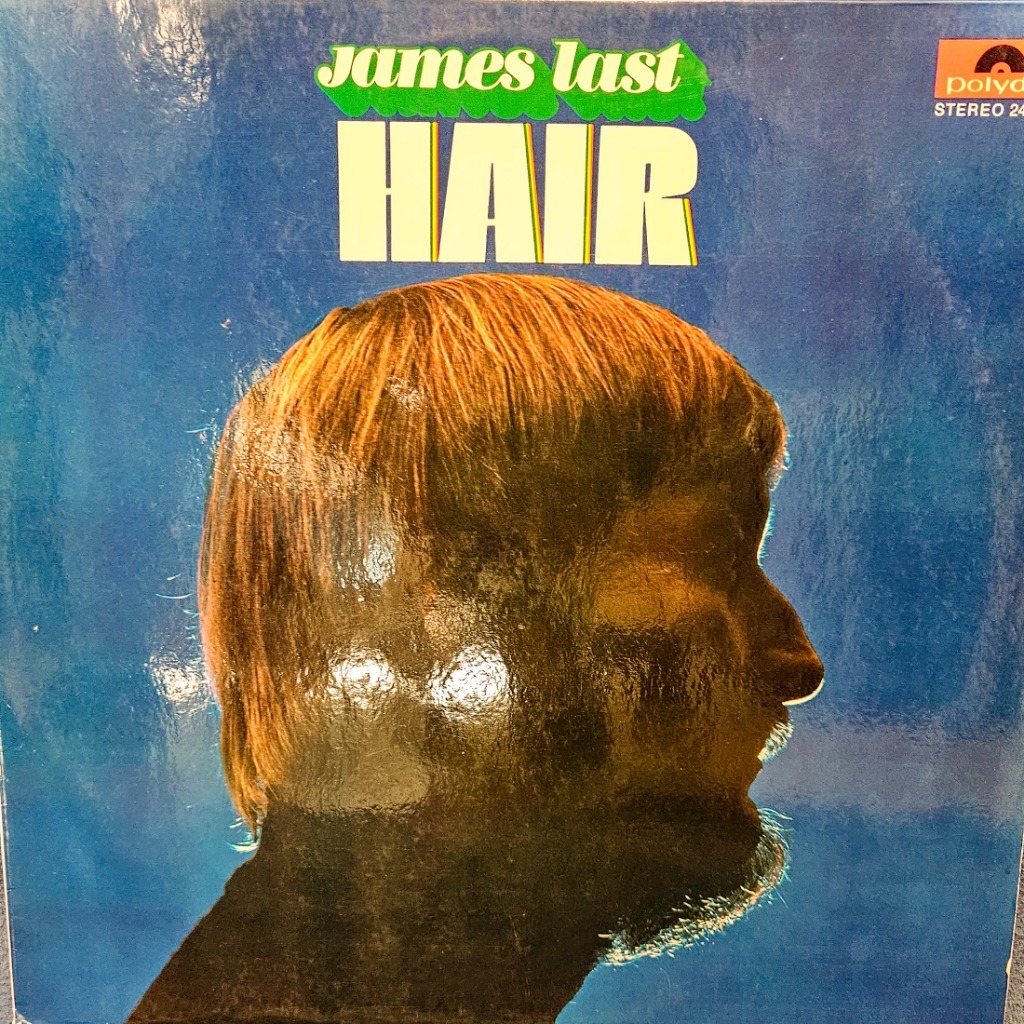 james last
HAIR
polyd
STEREO 24